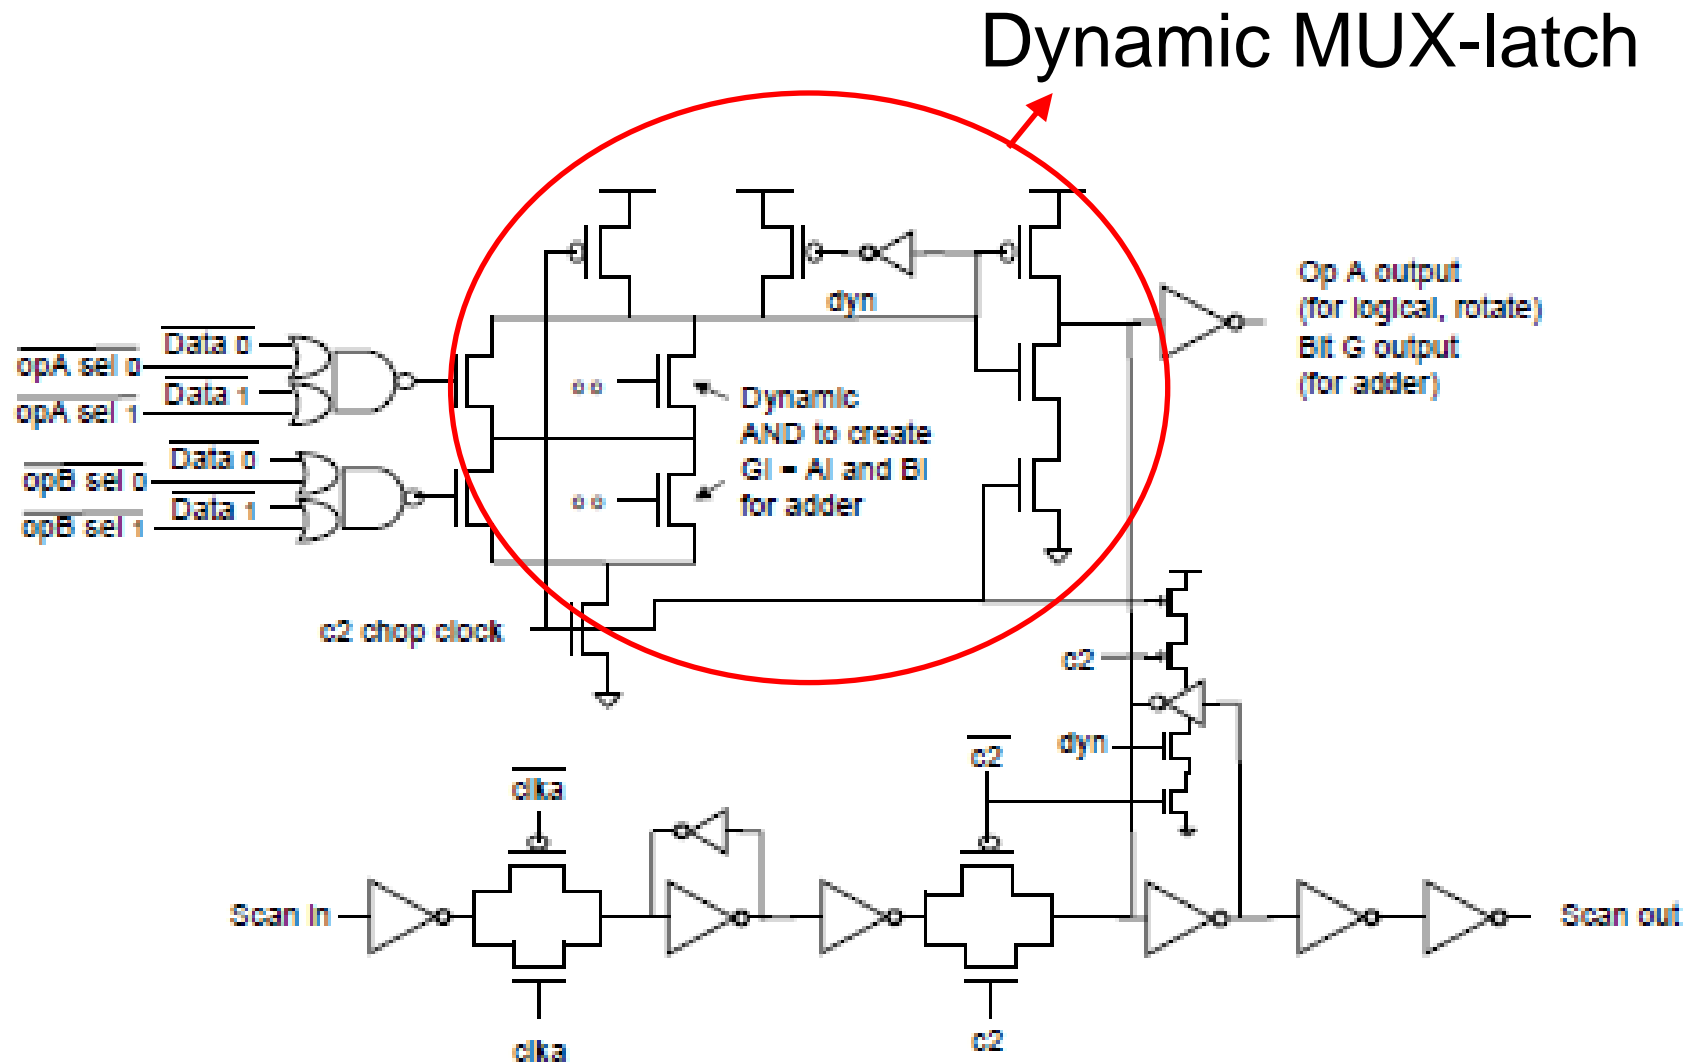 Dynamic MUX-latch
Op A output
(for logical, rotate)
Bit G output
(for adder)
dyn
Data 0
opA sel 0
Data 1
opA sel 1
Data 0
opB sel 0
Data 1
opB sel 1
oo
oo
Dynamic
AND to create
GI = AI and BI
for adder
c2 chop clock
c2
dyn
c2
clka
Scan in
Scan out
clka
c2